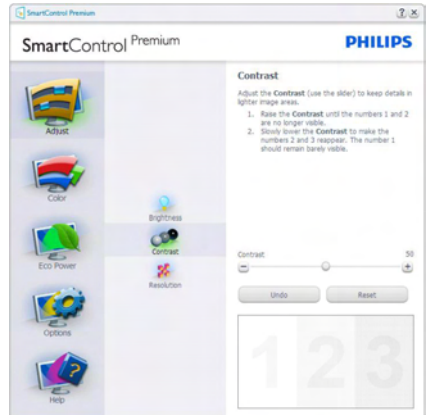 SmartControl Premium
SmartControl Premium
PHILIPS
Adjust
Color
Eco Power
Options
Help
Brightness
Contrast
Resolution
Contrast
Adjust the Contrast (use the slider) to keep details in
lighter image areas.
1. Raise the Contrast until the numbers 1 and 2
are no longer visible.
2. Slowly lower the Contrast to make the
numbers 2 and 3 reappear. The number 1
should remain barely visible.
Contrast 50
Undo Reset
1 2 3